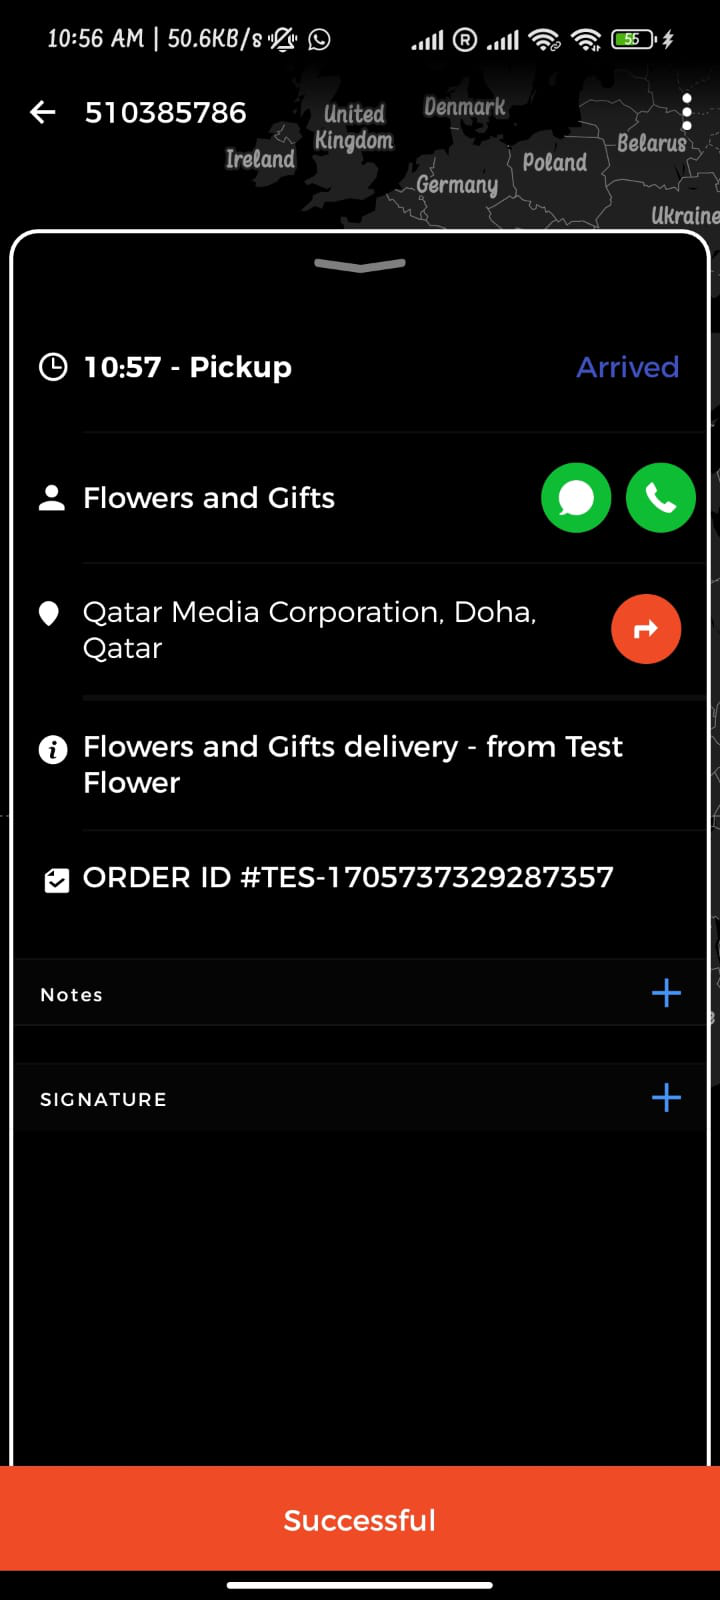 10:56 AM | 50.6KB/s
R
55
510385786
United
Kingdom
Denmark
Ireland
Belarus
Poland
Germany
Ukraine
10:57 - Pickup
Arrived
Flowers and Gifts
Qatar Media Corporation, Doha,
Qatar
Flowers and Gifts delivery - from Test
Flower
ORDER ID #TES-1705737329287357
Notes
SIGNATURE
Successful